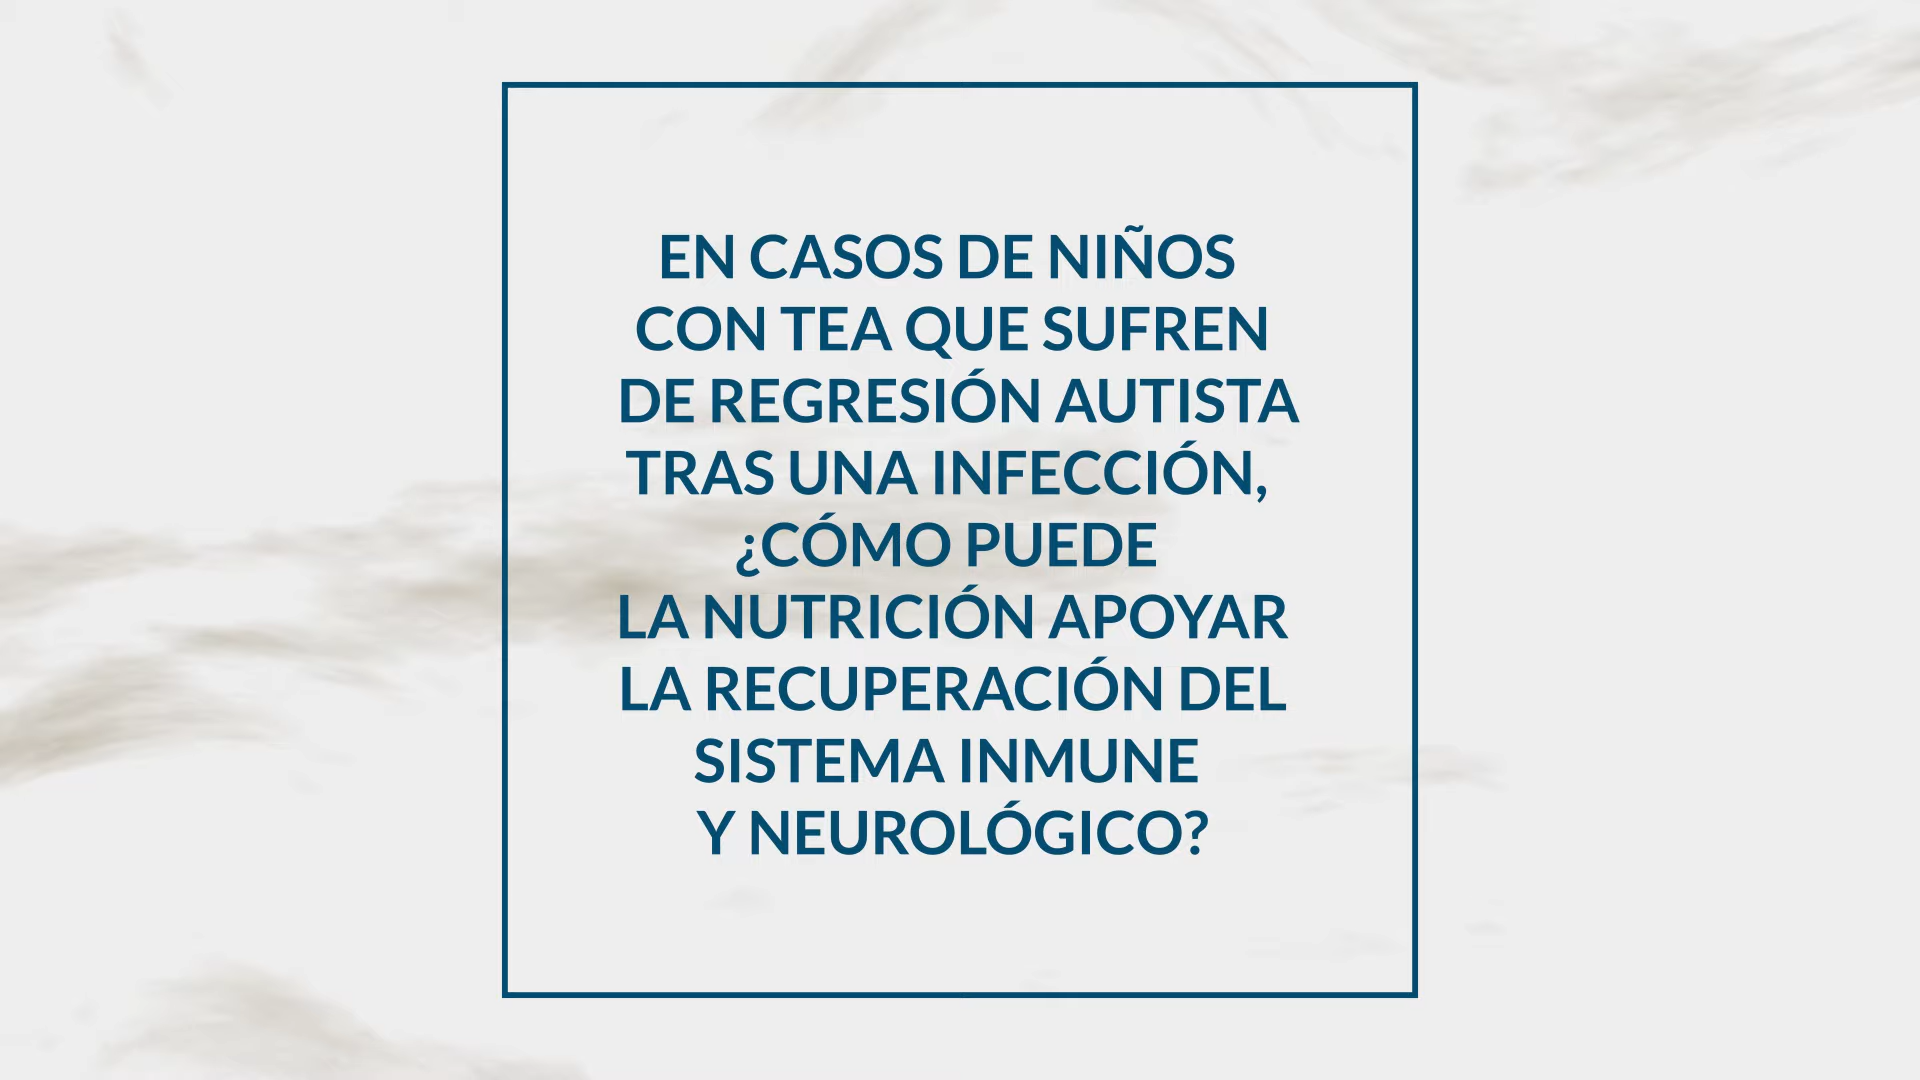 EN CASOS DE NIÑOS
CON TEA QUE SUFREN
DE REGRESIÓN AUTISTA
TRAS UNA INFECCIÓN,
¿CÓMO PUEDE
LA NUTRICIÓN APOYAR
LA RECUPERACIÓN DEL
SISTEMA INMUNE
Y NEUROLÓGICO?